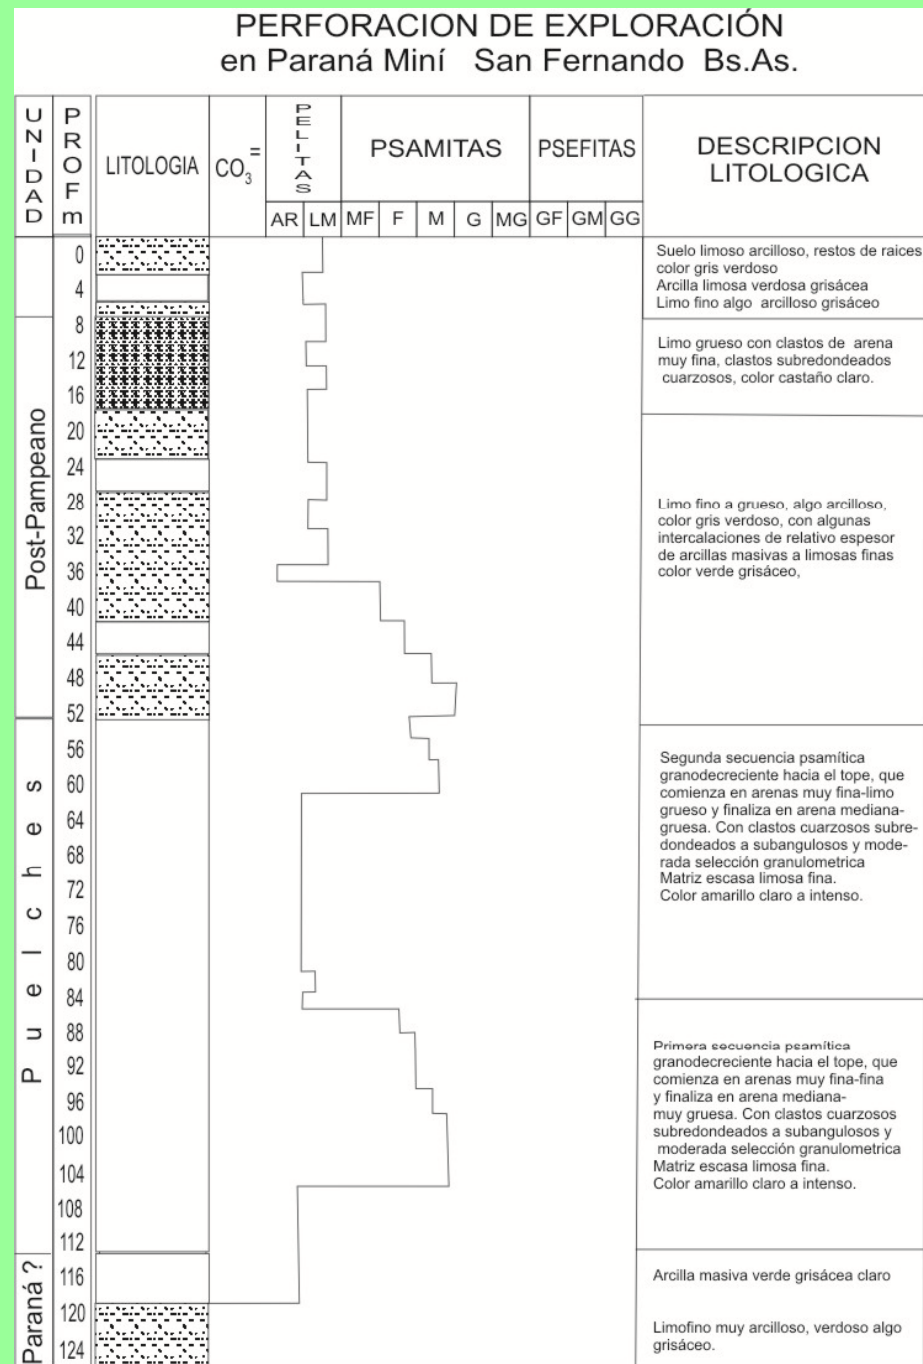 PERFORACION DE EXPLORACIÓN
en Paraná Miní San Fernando Bs.As.
UNIDAD
PROF m
LITOLOGIA
CO3=
PELITAS
PSAMITAS
PSEFITAS
DESCRIPCION
LITOLOGICA
AR LM MF F M G MG GF GM GG
0
4
8
12
16
20
24
28
32
36
40
44
48
52
56
60
64
68
72
76
80
84
88
92
96
100
104
108
112
116
120
124
Post-Pampeano
Puelches
Paraná ?
Suelo limoso arcilloso, restos de raices
color gris verdoso
Arcilla limosa verdosa grisácea
Limo fino algo arcilloso grisáceo
Limo grueso con clastos de arena
muy fina, clastos subredondeados
cuarzosos, color castaño claro.
Limo fino a grueso, algo arcilloso,
color gris verdoso, con algunas
intercalaciones de relativo espesor
de arcillas masivas a limosas finas
color verde grisáceo,
Segunda secuencia psamítica
granodecreciente hacia el tope, que
comienza en arenas muy fina-limo
grueso y finaliza en arena mediana-
gruesa. Con clastos cuarzosos subre-
dondeados a subangulosos y mode-
rada selección granulometrica
Matriz escasa limosa fina.
Color amarillo claro a intenso.
Primera secuencia psamítica
granodecreciente hacia el tope, que
comienza en arenas muy fina-fina
y finaliza en arena mediana-
muy gruesa. Con clastos cuarzosos
subredondeados a subangulosos y
moderada selección granulometrica
Matriz escasa limosa fina.
Color amarillo claro a intenso.
Arcilla masiva verde grisácea claro
Limofino muy arcilloso, verdoso algo
grisáceo.